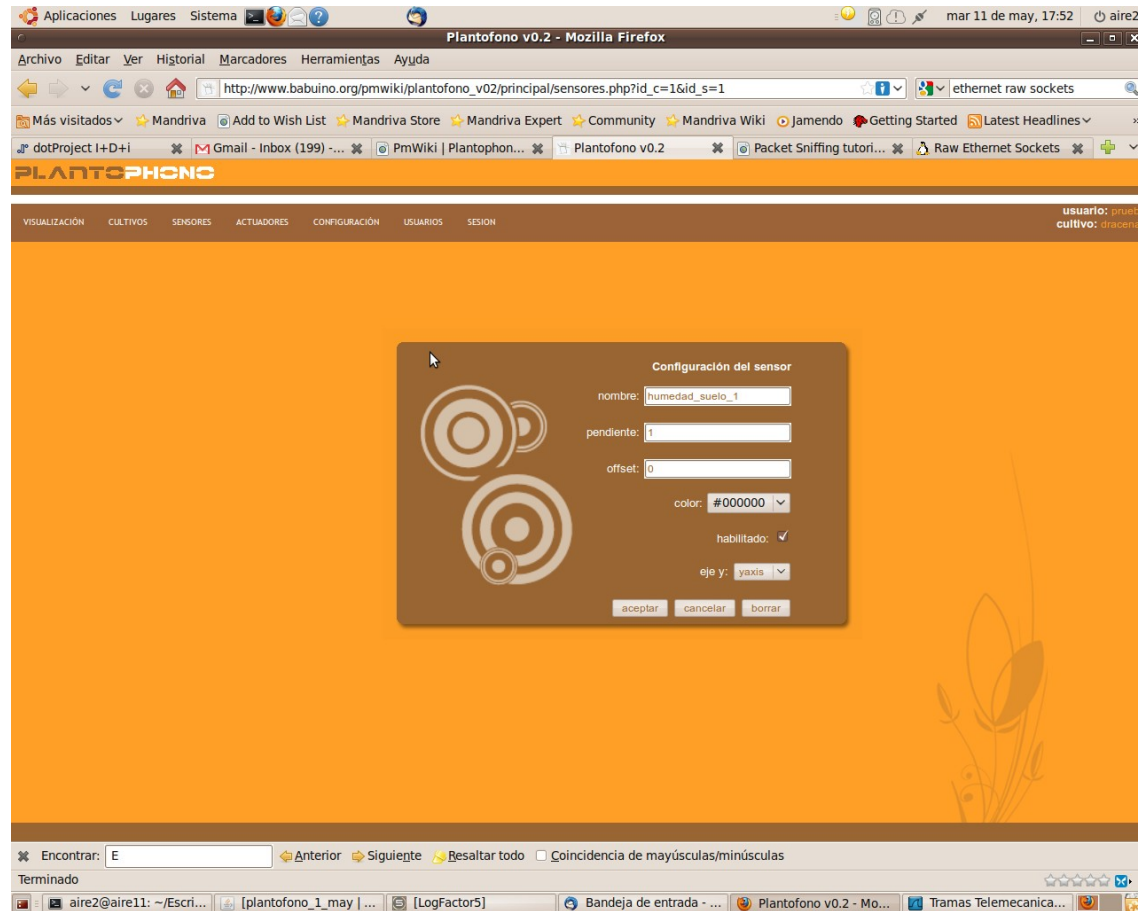 Aplicaciones Lugares Sistema mar 11 de may, 17:52 aire2
Plantofono v0.2 - Mozilla Firefox
Archivo Editar Ver Historial Marcadores Herramientas Ayuda
http://www.babuino.org/pmwiki/plantofono_v02/principal/sensores.php?id_c=1&id_s=1 ethernet raw sockets
Más visitados Mandriva Add to Wish List Mandriva Store Mandriva Expert Community Mandriva Wiki Jamendo Getting Started Latest Headlines »
dotProject I+D+i Gmail - Inbox (199) -... PmWiki | Plantophon... Plantofono v0.2 Packet Sniffing tutori... Raw Ethernet Sockets
PLANTOPHONO
usuario: prueb
VISUALIZACIÓN CULTIVOS SENSORES ACTUADORES CONFIGURACIÓN USUARIOS SESION
cultivo: dracena
Configuración del sensor
nombre: humedad_suelo_1
pendiente: 1
offset: 0
color: #000000
habilitado:
eje y: yaxis
aceptar cancelar borrar
Encontrar: E Anterior Siguiente Resaltar todo Coincidencia de mayúsculas/minúsculas
Terminado
aire2@aire11: ~/Escri... [plantofono_1_may | ... [LogFactor5] Bandeja de entrada - ... Plantofono v0.2 - Mo... Tramas Telemecanica...